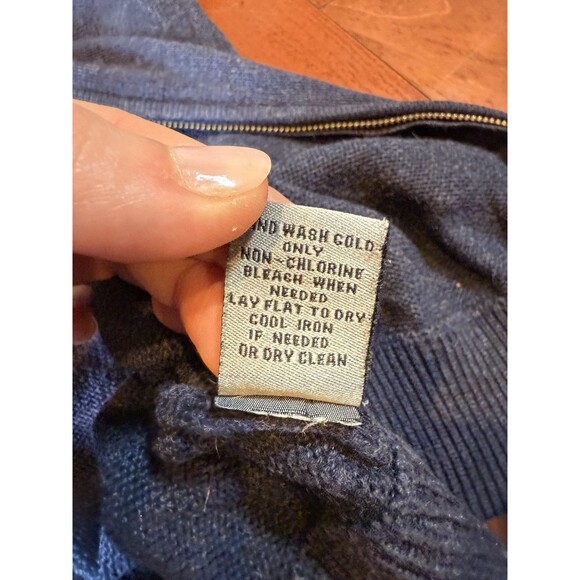 WASH COLD
ONLY
NON-CHLORINE
BLEACH WHEN
NEEDED
LAY FLAT TO DRY
COOL IRON
IF NEEDED
OR DRY CLEAN